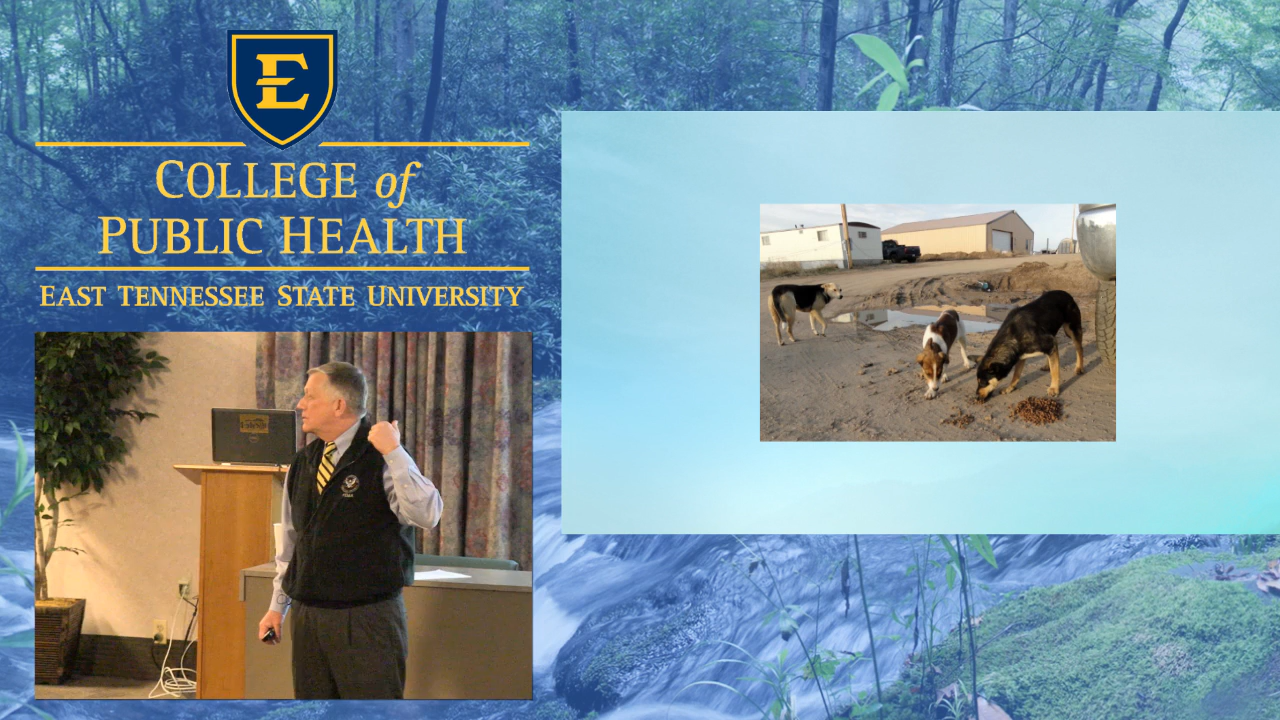 E
COLLEGE of
PUBLIC HEALTH
EAST TENNESSEE STATE UNIVERSITY